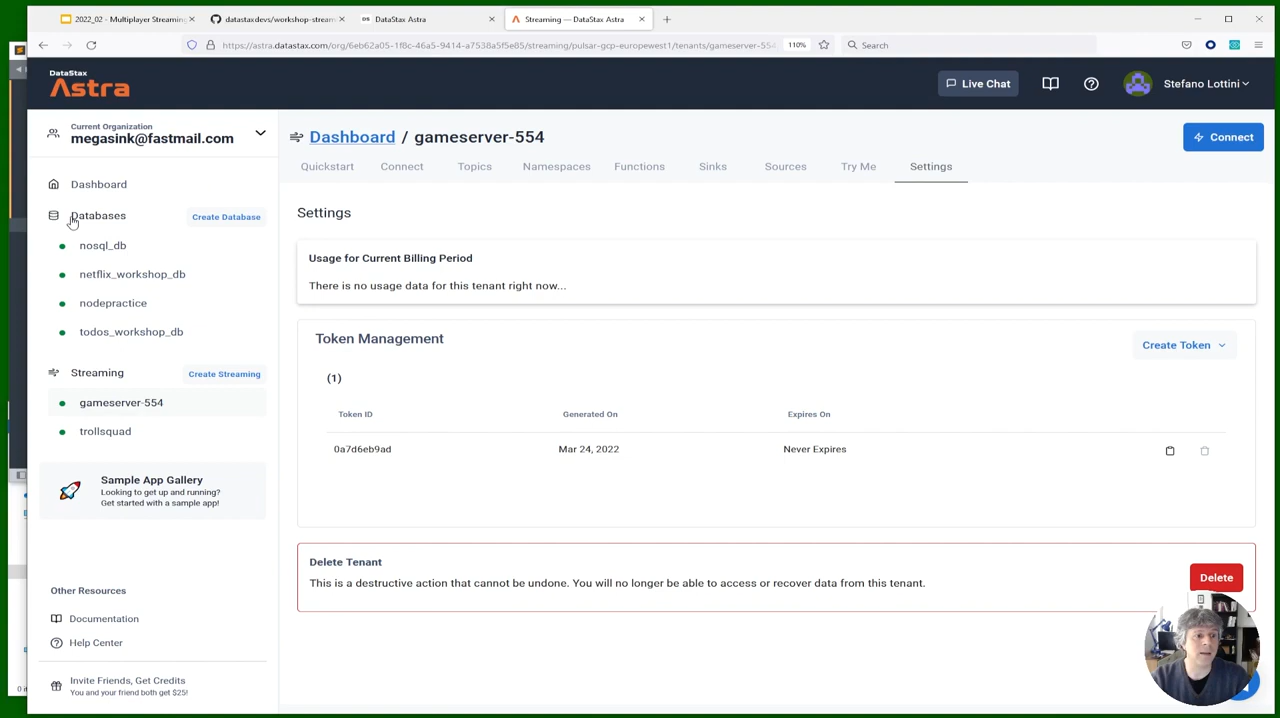 2022_02 - Multiplayer Streaming
datastaxdevs/workshop-stream
DataStax Astra
Streaming — DataStax Astra
https://astra.datastax.com/org/6eb62a05-1f8c-46a5-9414-a7538a5f5e85/streaming/pulsar-gcp-europewest1/tenants/gameserver-554
110%
Search
DataStax
Astra
Live Chat
Stefano Lottini
Current Organization
megasink@fastmail.com
Dashboard / gameserver-554
Connect
Quickstart Connect Topics Namespaces Functions Sinks Sources Try Me Settings
Dashboard
Databases
Create Database
nosql_db
netflix_workshop_db
nodepractice
todos_workshop_db
Streaming
Create Streaming
gameserver-554
trollsquad
Sample App Gallery
Looking to get up and running?
Get started with a sample app!
Other Resources
Documentation
Help Center
Invite Friends, Get Credits
You and your friend both get $25!
Settings
Usage for Current Billing Period
There is no usage data for this tenant right now...
Token Management
Create Token
(1)
Token ID Generated On Expires On
0a7d6eb9ad Mar 24, 2022 Never Expires
Delete Tenant
This is a destructive action that cannot be undone. You will no longer be able to access or recover data from this tenant.
Delete